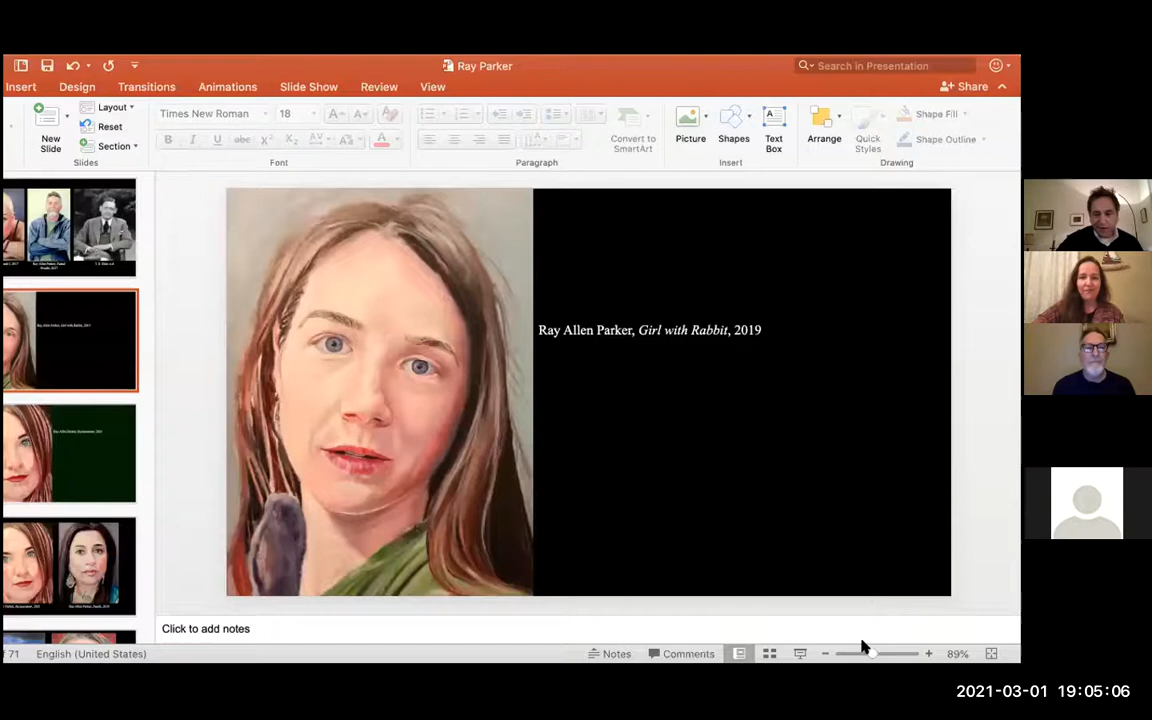 Ray Parker
Search in Presentation
Insert Design Transitions Animations Slide Show Review View
Share
New Slide
Layout
Reset
Section
Slides
Times New Roman 18
Font
Paragraph
Convert to SmartArt
Picture
Shapes
Text Box
Insert
Arrange
Quick Styles
Shape Fill
Shape Outline
Drawing
Ray Allen Parker, Girl with Rabbit, 2019
Click to add notes
71 English (United States)
Notes Comments 89%
2021-03-01 19:05:06